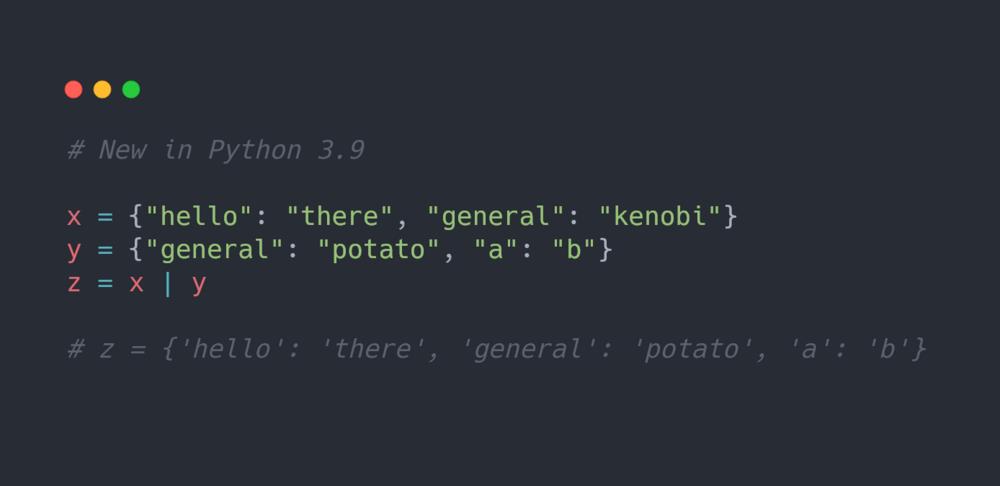 # New in Python 3.9
x = {"hello": "there", "general": "kenobi"}
y = {"general": "potato", "a": "b"}
z = x | y
# z = {'hello': 'there', 'general': 'potato', 'a': 'b'}